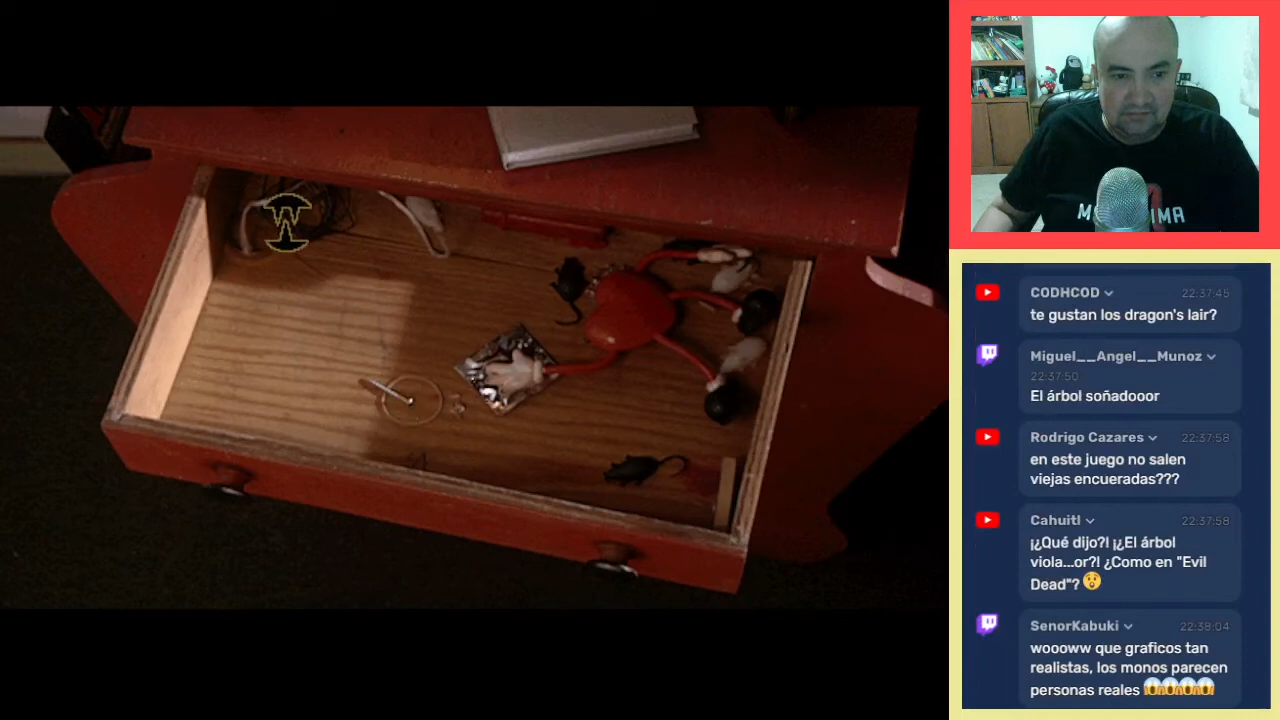 CODHCOD 22:37:45
te gustan los dragon's lair?
Miguel__Angel__Munoz
22:37:50
El árbol soñadooor
Rodrigo Cazares 22:37:58
en este juego no salen
viejas encueradas???
Cahuitl 22:37:58
¡¿Qué dijo?! ¡¿El árbol
viola...or?! ¿Como en "Evil
Dead"? 😲
SenorKabuki 22:38:04
woooww que graficos tan
realistas, los monos parecen
personas reales 😱😱😱😱